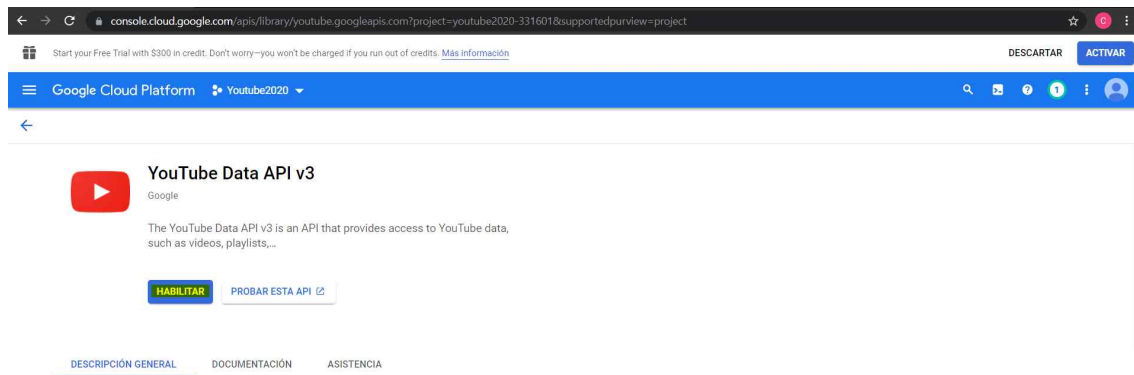 console.cloud.google.com/apis/library/youtube.googleapis.com?project=youtube2020-331601&supportedpurview=project
C
Start your Free Trial with $300 in credit. Don't worry—you won't be charged if you run out of credits. Más información
DESCARTAR
ACTIVAR
Google Cloud Platform
Youtube2020
1
YouTube Data API v3
Google
The YouTube Data API v3 is an API that provides access to YouTube data,
such as videos, playlists,...
HABILITAR
PROBAR ESTA API
DESCRIPCIÓN GENERAL
DOCUMENTACIÓN
ASISTENCIA